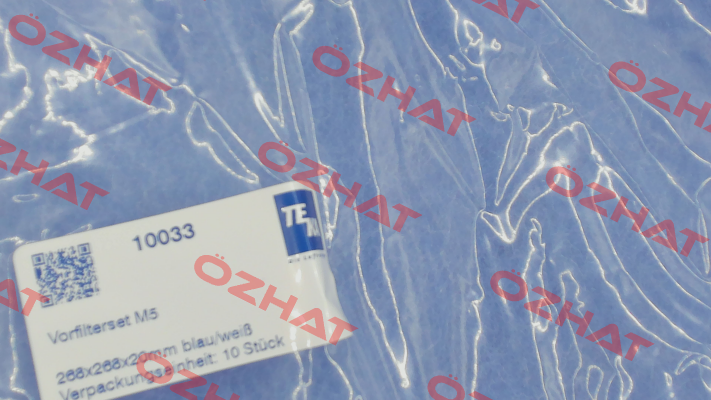 ÖZHAT
10033
TE
Vorfilterset M5
268x268x20mm blau/weiß
Verpackungseinheit: 10 Stück